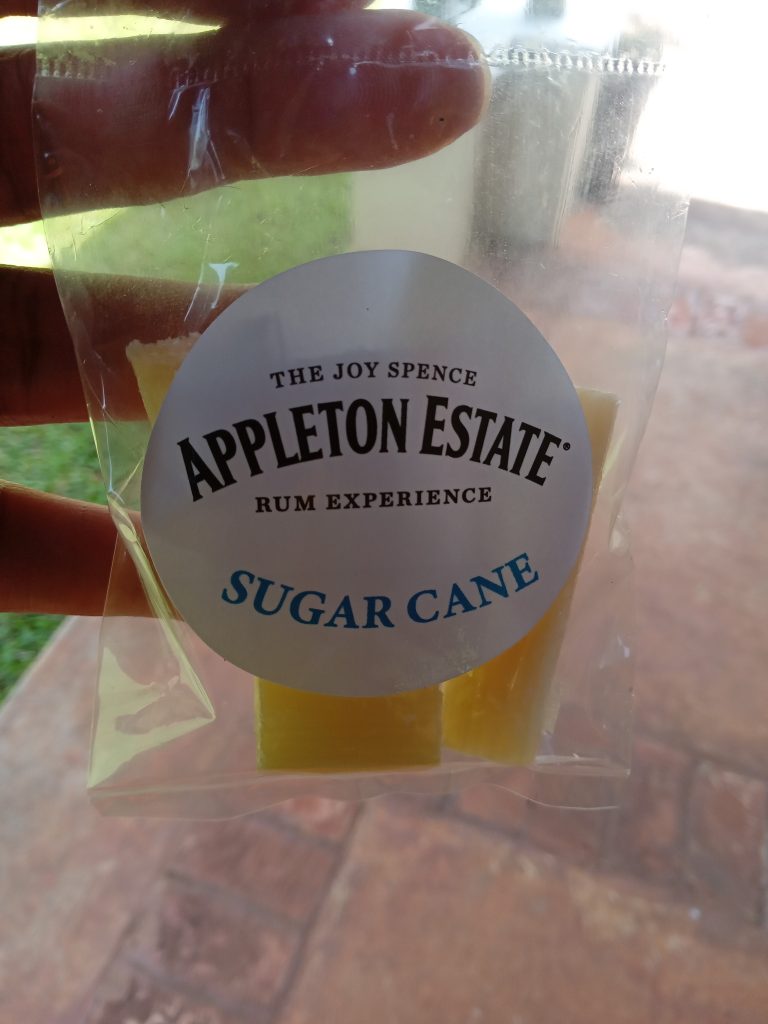 THE JOY SPENCE
APPLETON ESTATE®
RUM EXPERIENCE
SUGAR CANE